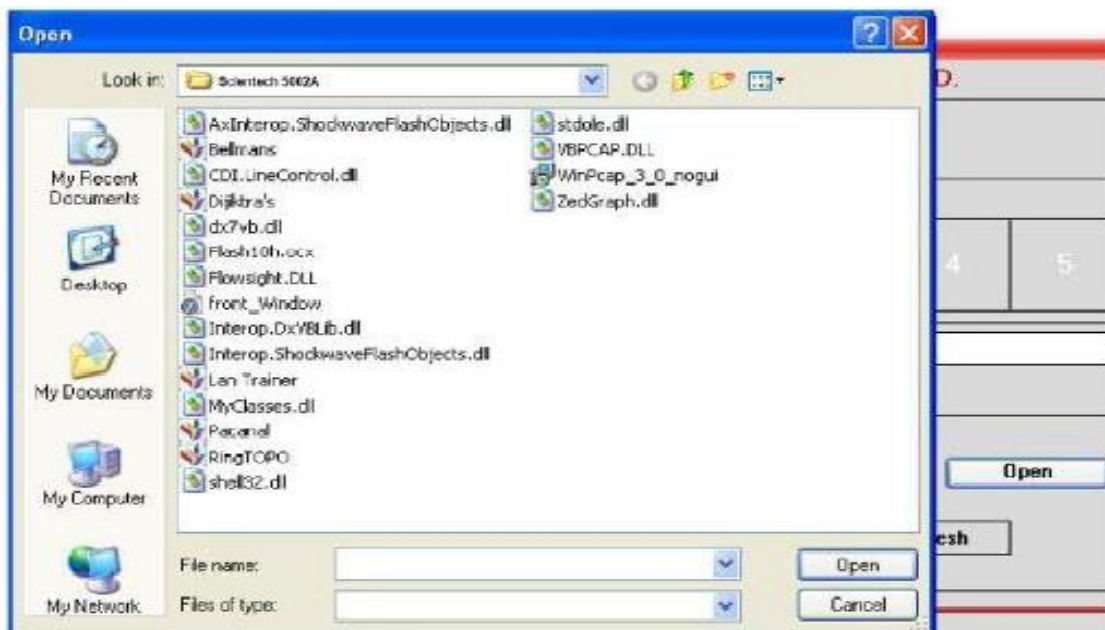 Open
Look in:
Scientech 5002A
My Recent
Documents
Desktop
My Documents
My Computer
My Network
AxInterop.ShockwaveFlashObjects.dll
Bellmans
CDI.LineControl.dll
Dijiktra's
dx7vb.dll
Flash10h.ocx
Flowsight.DLL
front_Window
Interop.DxVBLib.dll
Interop.ShockwaveFlashObjects.dll
Lan Trainer
MyClasses.dll
Pacanal
RingTOPO
shell32.dll
stdole.dll
VBPCAP.DLL
WinPcap_3_0_nogui
ZedGraph.dll
File name:
Open
Files of type:
Cancel
D.
4
5
Open
esh